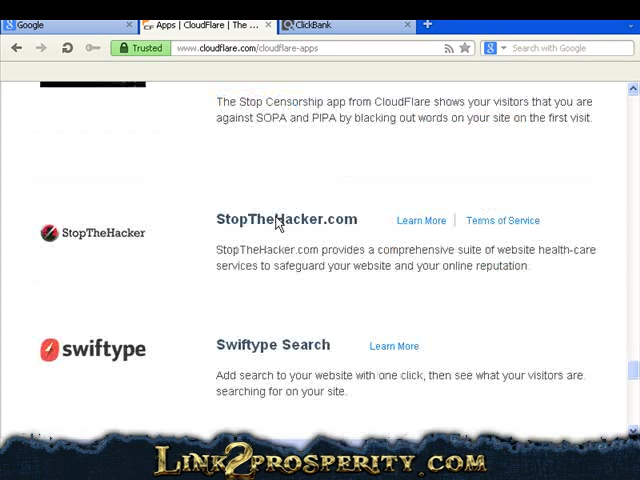 Google
Apps | CloudFlare | The ...
ClickBank
Trusted
www.cloudflare.com/cloudflare-apps
Search with Google
The Stop Censorship app from CloudFlare shows your visitors that you are
against SOPA and PIPA by blacking out words on your site on the first visit.
StopTheHacker
StopTheHacker.com
Learn More
Terms of Service
StopTheHacker.com provides a comprehensive suite of website health-care
services to safeguard your website and your online reputation.
swiftype
Swiftype Search
Learn More
Add search to your website with one click, then see what your visitors are
searching for on your site.
Link2prosperity.com